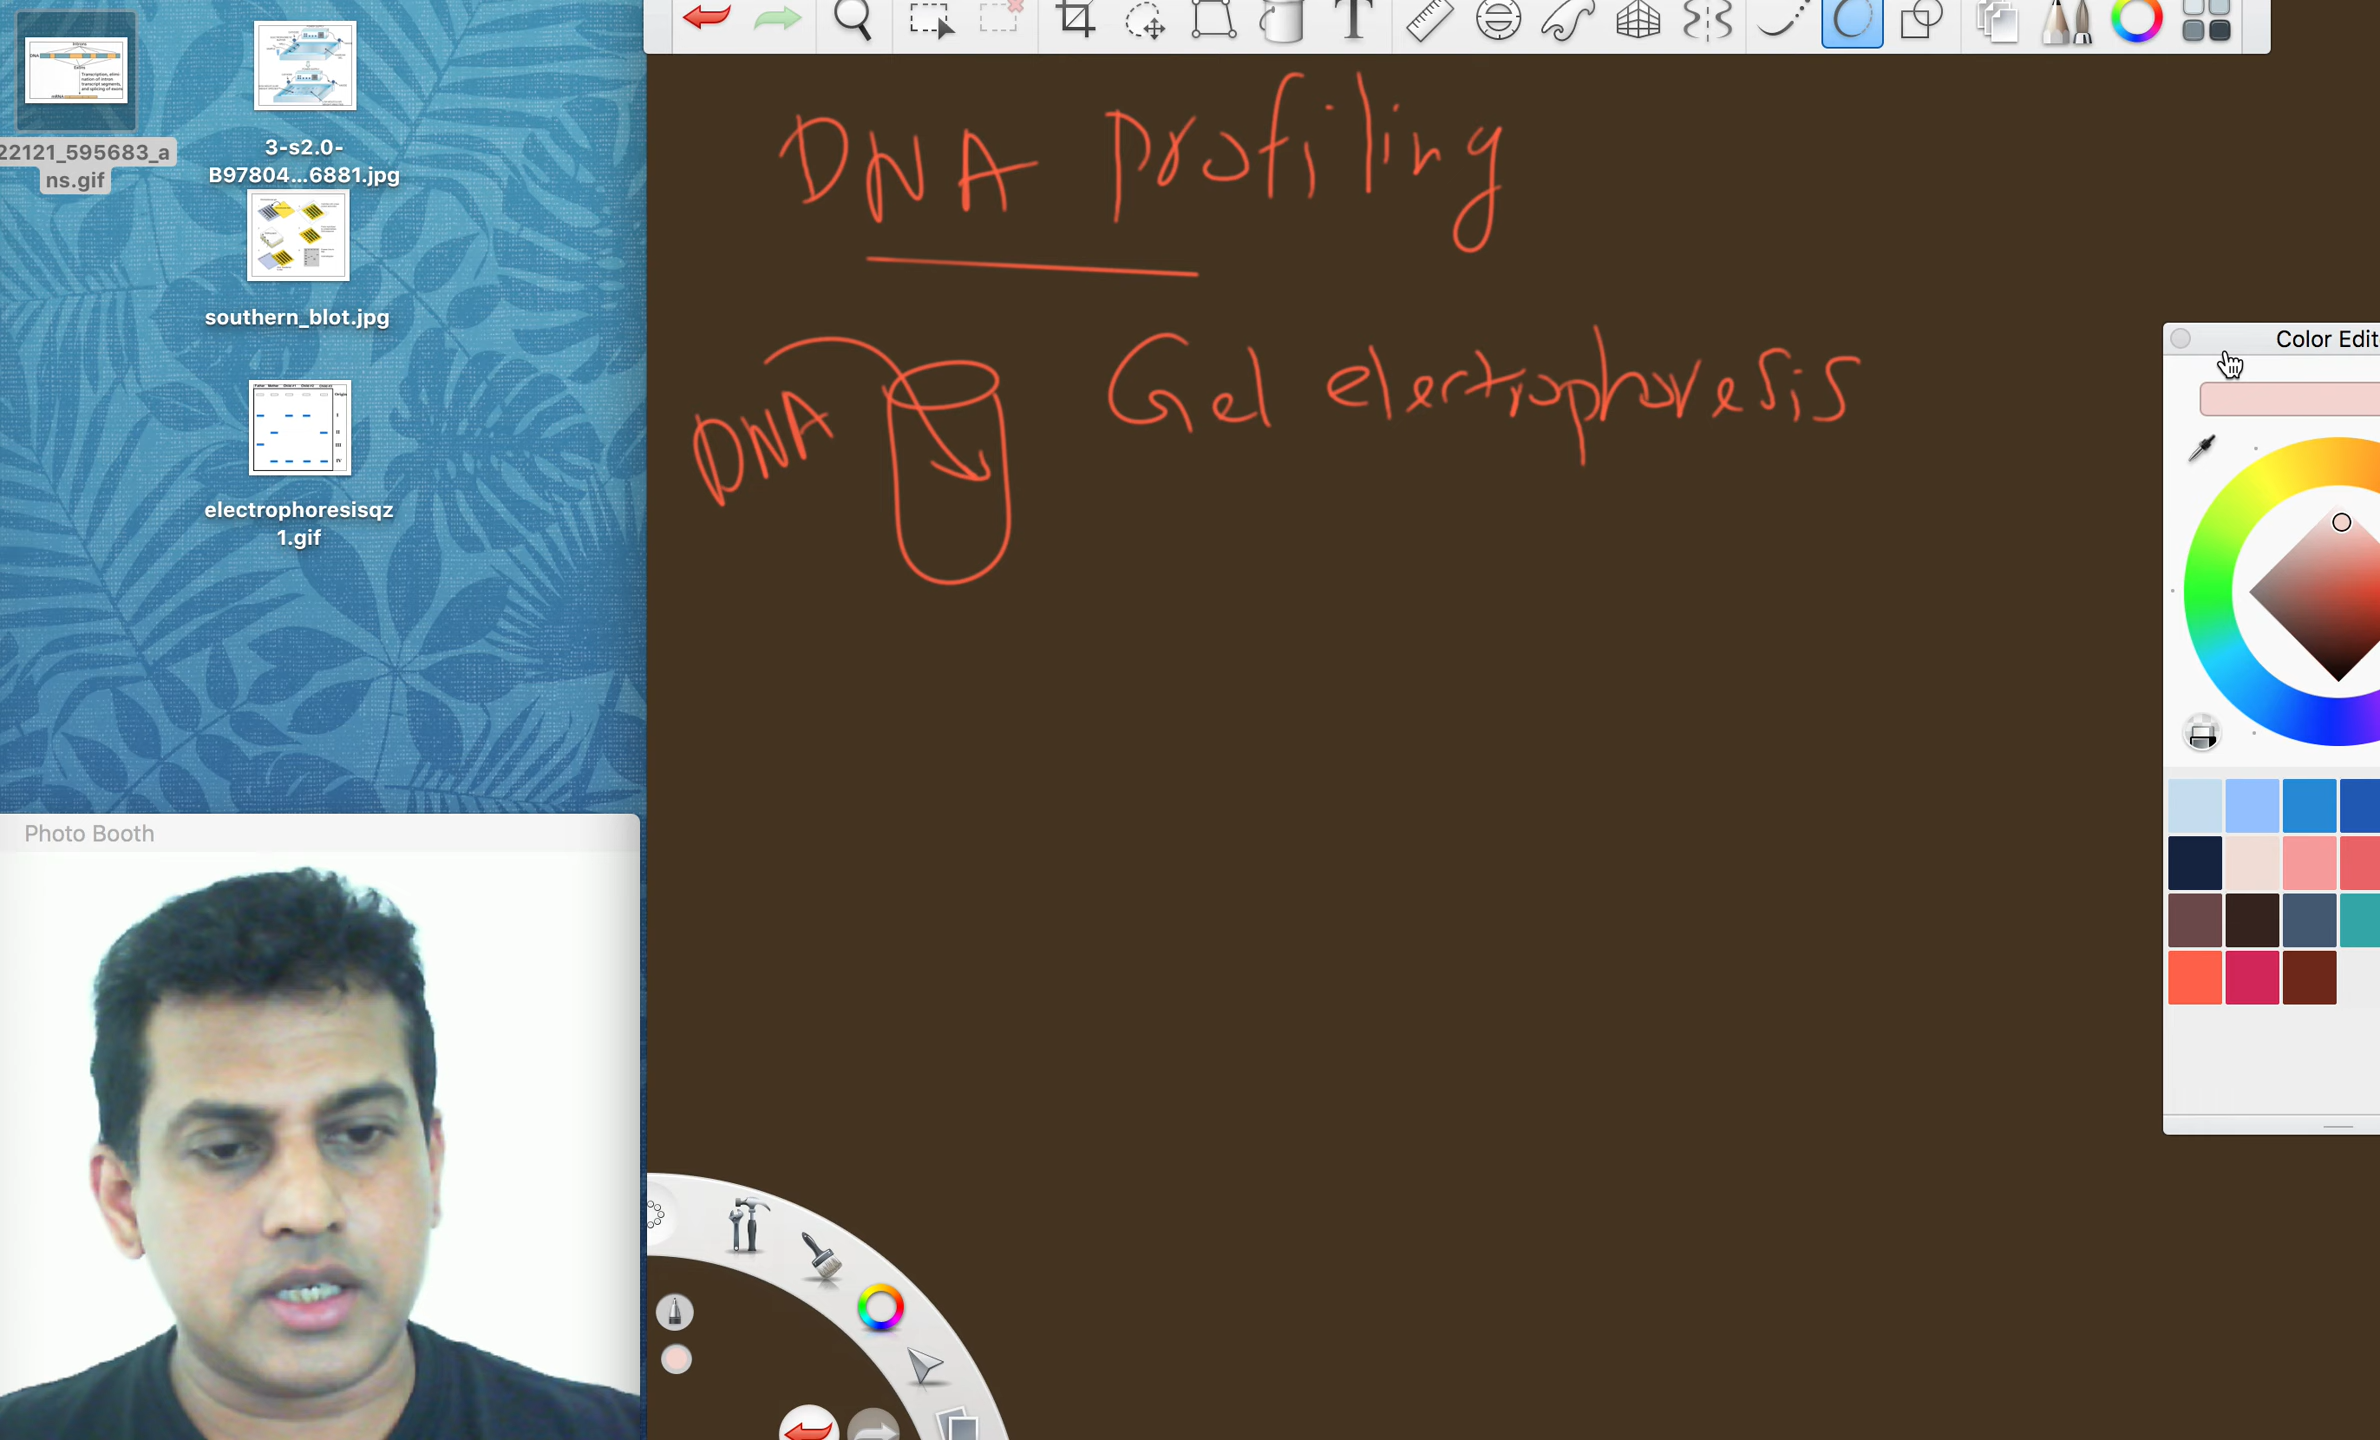 22121_595683_a
ns.gif
3-s2.0-
B97804...6881.jpg
southern_blot.jpg
electrophoresisqz
1.gif
Photo Booth
DNA profiling
DNA
Gel electrophoresis
T
Color Edit